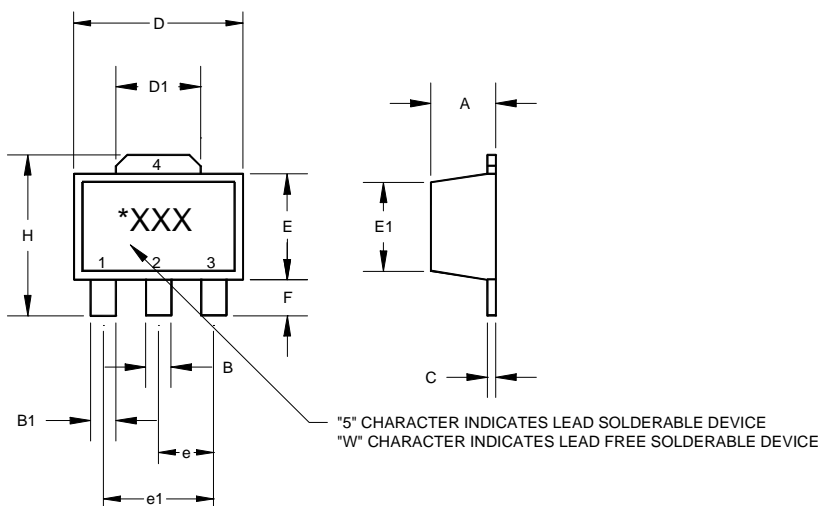 D
D1
A
4
*XXX
H
E
E1
1 2 3
F
B
C
B1
"5" CHARACTER INDICATES LEAD SOLDERABLE DEVICE
"W" CHARACTER INDICATES LEAD FREE SOLDERABLE DEVICE
e
e1